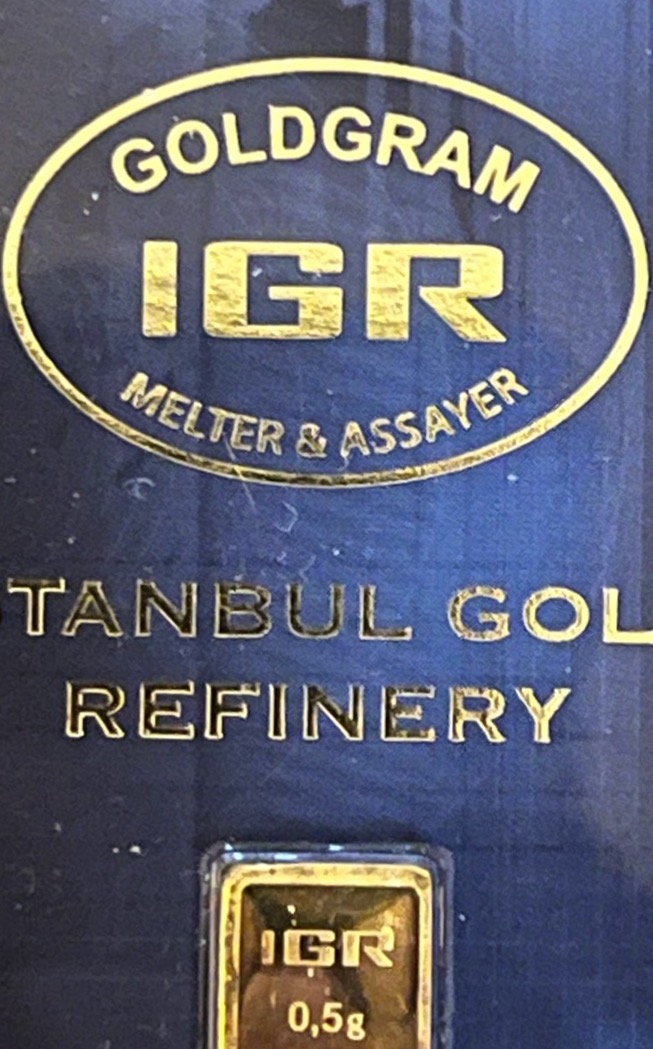 GOLDGRAM
IGR
MELTER & ASSAYER
TANBUL GOL
REFINERY
IGR
0,5g